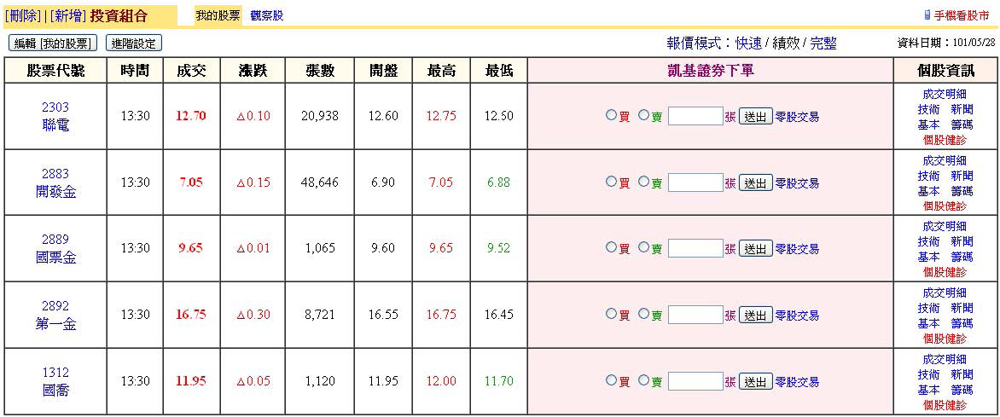 [刪除] | [新增] 投資組合 我的股票 觀察股 手機看股市
編輯 [我的股票] 進階設定 報價模式：快速 / 績效 / 完整 資料日期：101/05/28
股票代號 時間 成交 漲跌 張數 開盤 最高 最低 凱基證券下單 個股資訊
2303
聯電
13:30 12.70 △0.10 20,938 12.60 12.75 12.50 買 賣 張 送出 零股交易
成交明細
技術 新聞
基本 籌碼
個股健診
2883
開發金
13:30 7.05 △0.15 48,646 6.90 7.05 6.88 買 賣 張 送出 零股交易
成交明細
技術 新聞
基本 籌碼
個股健診
2889
國票金
13:30 9.65 △0.01 1,065 9.60 9.65 9.52 買 賣 張 送出 零股交易
成交明細
技術 新聞
基本 籌碼
個股健診
2892
第一金
13:30 16.75 △0.30 8,721 16.55 16.75 16.45 買 賣 張 送出 零股交易
成交明細
技術 新聞
基本 籌碼
個股健診
1312
國喬
13:30 11.95 △0.05 1,120 11.95 12.00 11.70 買 賣 張 送出 零股交易
成交明細
技術 新聞
基本 籌碼
個股健診